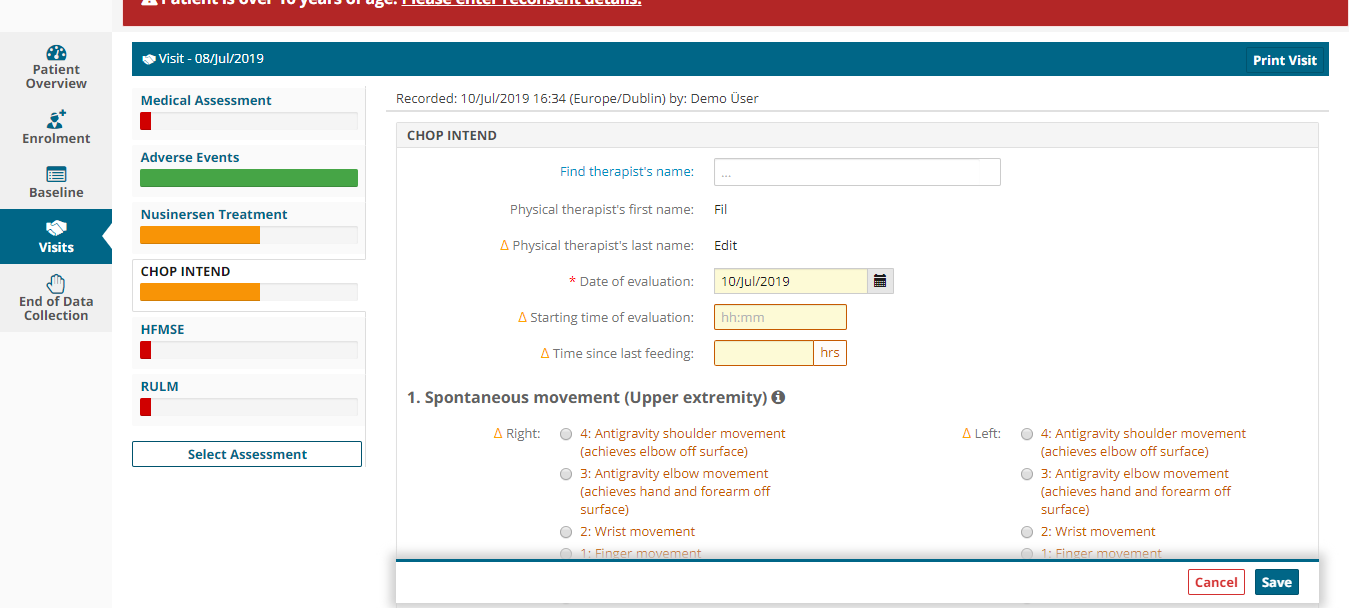 Patient is over 16 years of age. Please enter reconsent details.
Patient
Overview
Enrolment
Baseline
Visits
End of Data
Collection
Visit - 08/Jul/2019
Print Visit
Medical Assessment
Adverse Events
Nusinersen Treatment
CHOP INTEND
HFMSE
RULM
Select Assessment
Recorded: 10/Jul/2019 16:34 (Europe/Dublin) by: Demo Üser
CHOP INTEND
Find therapist's name: ...
Physical therapist's first name: Fil
Δ Physical therapist's last name: Edit
* Date of evaluation: 10/Jul/2019
Δ Starting time of evaluation: hh:mm
Δ Time since last feeding: hrs
1. Spontaneous movement (Upper extremity)
Δ Right:
4: Antigravity shoulder movement
(achieves elbow off surface)
3: Antigravity elbow movement
(achieves hand and forearm off
surface)
2: Wrist movement
1: Finger movement
Δ Left:
4: Antigravity shoulder movement
(achieves elbow off surface)
3: Antigravity elbow movement
(achieves hand and forearm off
surface)
2: Wrist movement
1: Finger movement
Cancel
Save